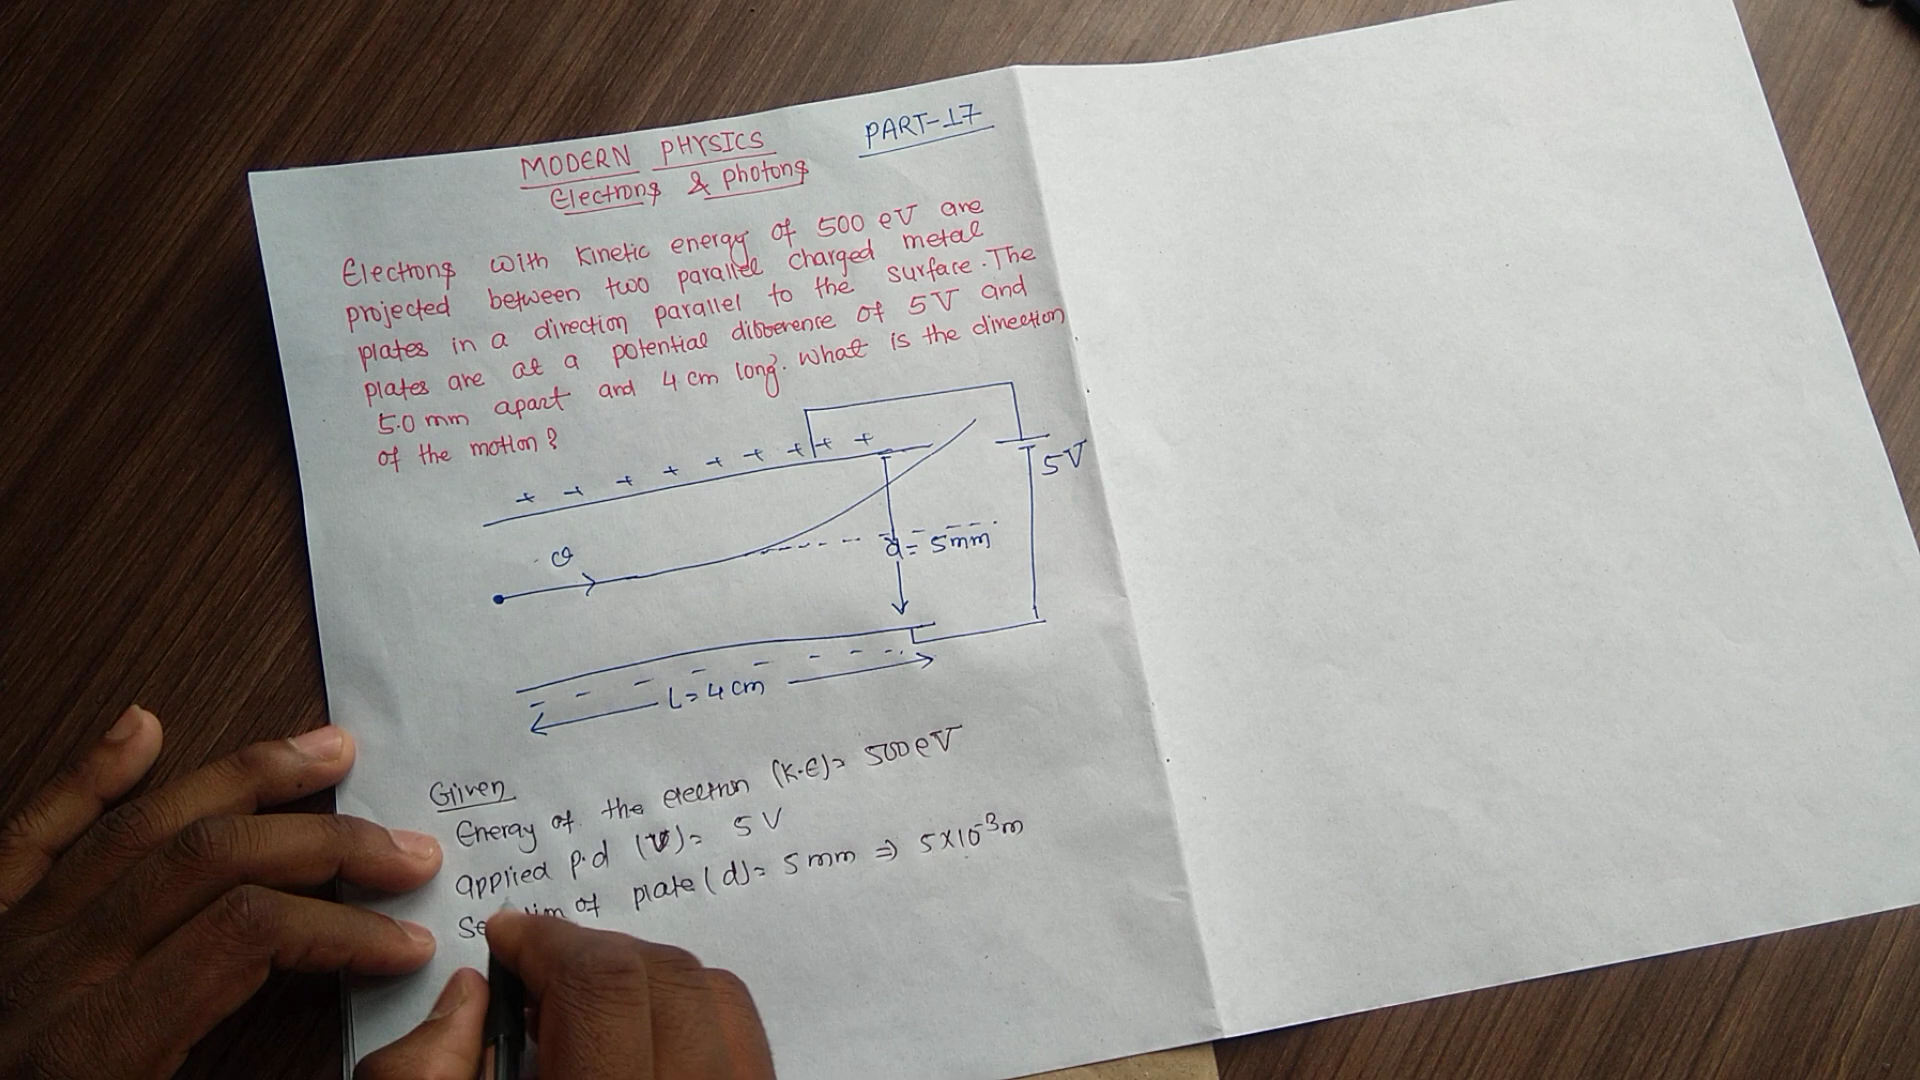 MODERN PHYSICS
PART-17
Electrons & photons
Electrons with Kinetic energy of 500 eV are
projected between two parallel charged metal
plates in a direction parallel to the surface. The
plates are at a potential difference of 5V and
5.0 mm apart and 4 cm long. What is the direction
of the motion?
+ + + + + + + + +
5V
d = 5mm
- - - - - - - -
L = 4 cm
Given
Energy of the electron (K.E) = 500 eV
applied p.d (V) = 5 V
of plate (d) = 5 mm ⇒ 5×10⁻³m